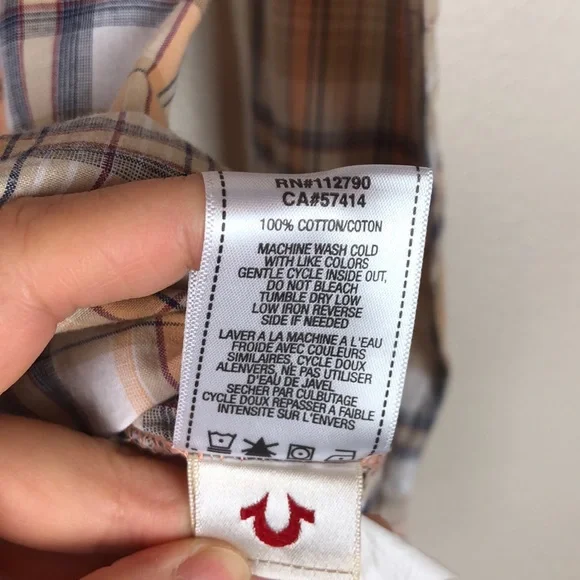 RN#112790
CA#57414
100% COTTON/COTON
MACHINE WASH COLD
WITH LIKE COLORS
GENTLE CYCLE INSIDE OUT,
DO NOT BLEACH
TUMBLE DRY LOW
LOW IRON REVERSE
SIDE IF NEEDED
LAVER A LA MACHINE A L'EAU
FROIDE AVEC COULEURS
SIMILAIRES, CYCLE DOUX
ALENVERS, NE PAS UTILISER
D'EAU DE JAVEL
SECHER PAR CULBUTAGE
CYCLE DOUX REPASSER A FAIBLE
INTENSITE SUR L'ENVERS